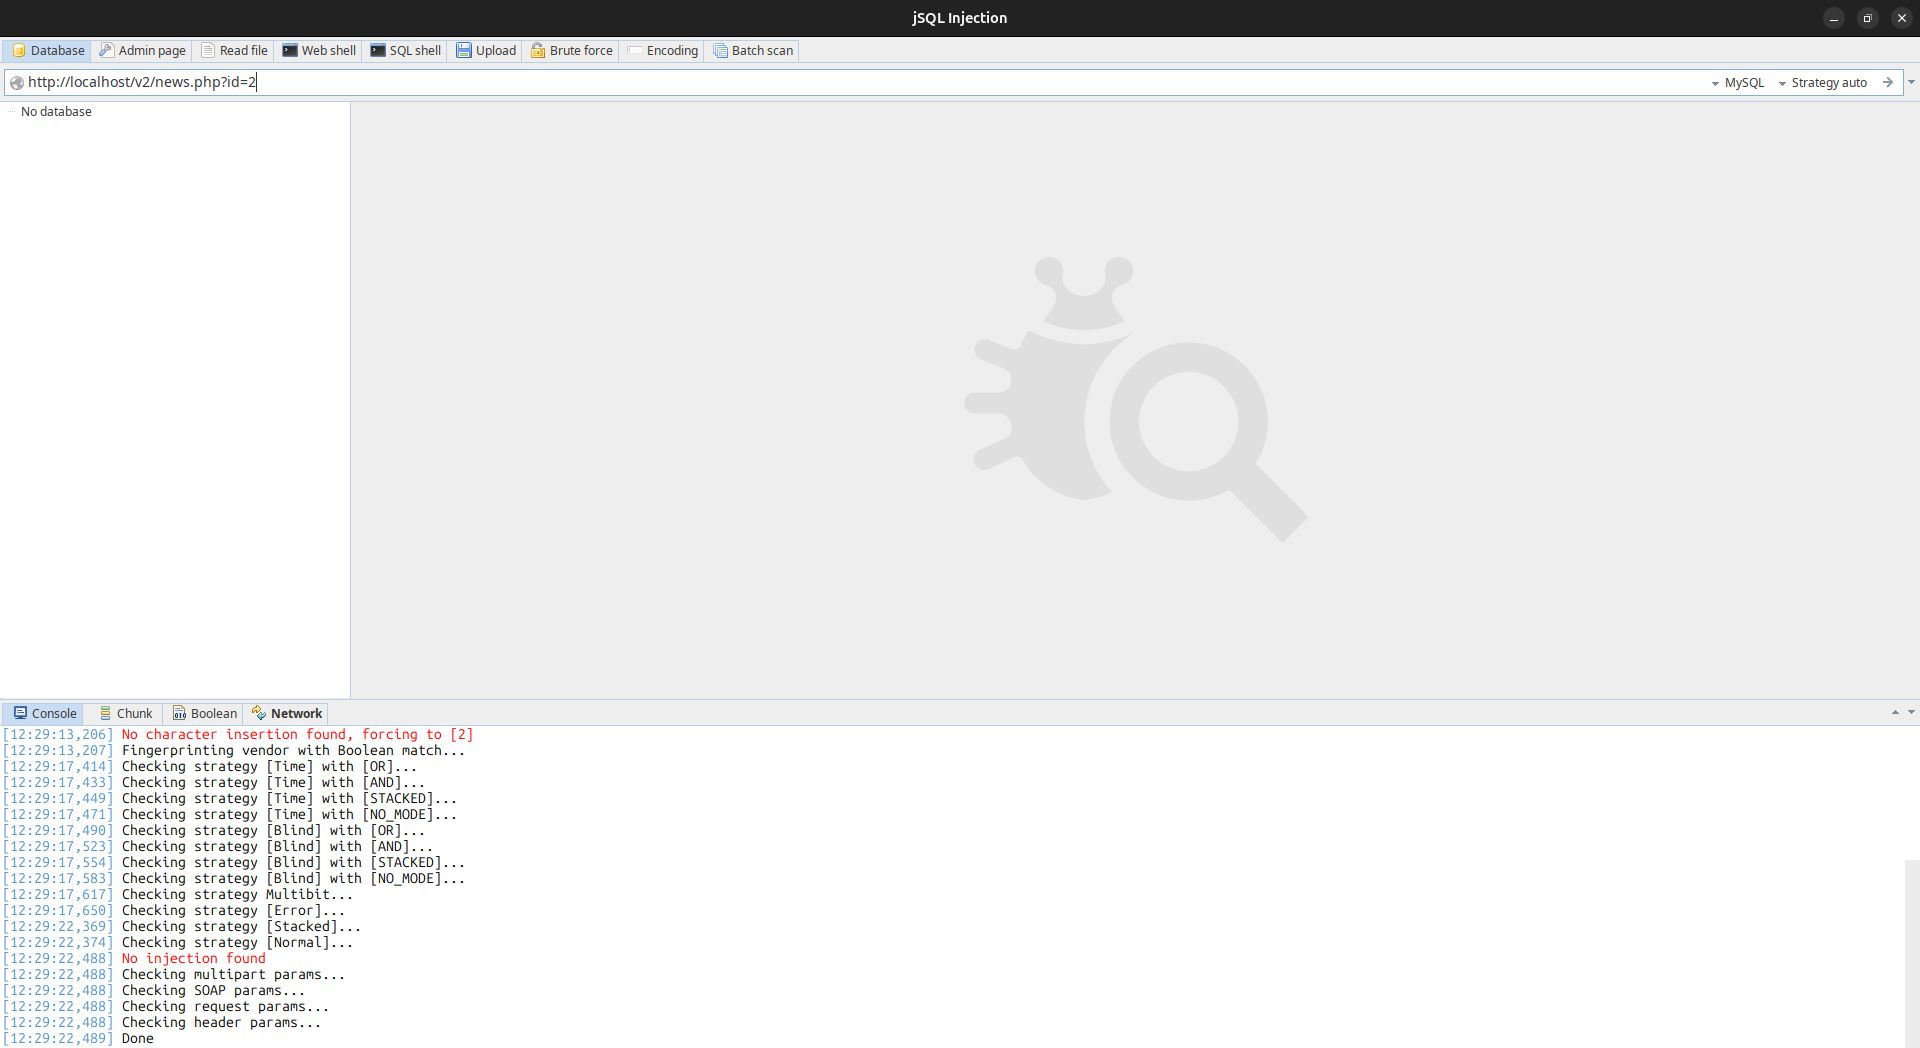 jSQL Injection
Database Admin page Read file Web shell SQL shell Upload Brute force Encoding Batch scan
http://localhost/v2/news.php?id=2 MySQL Strategy auto
No database
Console Chunk Boolean Network
[12:29:13,206] No character insertion found, forcing to [2]
[12:29:13,207] Fingerprinting vendor with Boolean match...
[12:29:17,414] Checking strategy [Time] with [OR]...
[12:29:17,433] Checking strategy [Time] with [AND]...
[12:29:17,449] Checking strategy [Time] with [STACKED]...
[12:29:17,471] Checking strategy [Time] with [NO_MODE]...
[12:29:17,490] Checking strategy [Blind] with [OR]...
[12:29:17,523] Checking strategy [Blind] with [AND]...
[12:29:17,554] Checking strategy [Blind] with [STACKED]...
[12:29:17,583] Checking strategy [Blind] with [NO_MODE]...
[12:29:17,617] Checking strategy Multibit...
[12:29:17,650] Checking strategy [Error]...
[12:29:22,369] Checking strategy [Stacked]...
[12:29:22,374] Checking strategy [Normal]...
[12:29:22,488] No injection found
[12:29:22,488] Checking multipart params...
[12:29:22,488] Checking SOAP params...
[12:29:22,488] Checking request params...
[12:29:22,488] Checking header params...
[12:29:22,489] Done